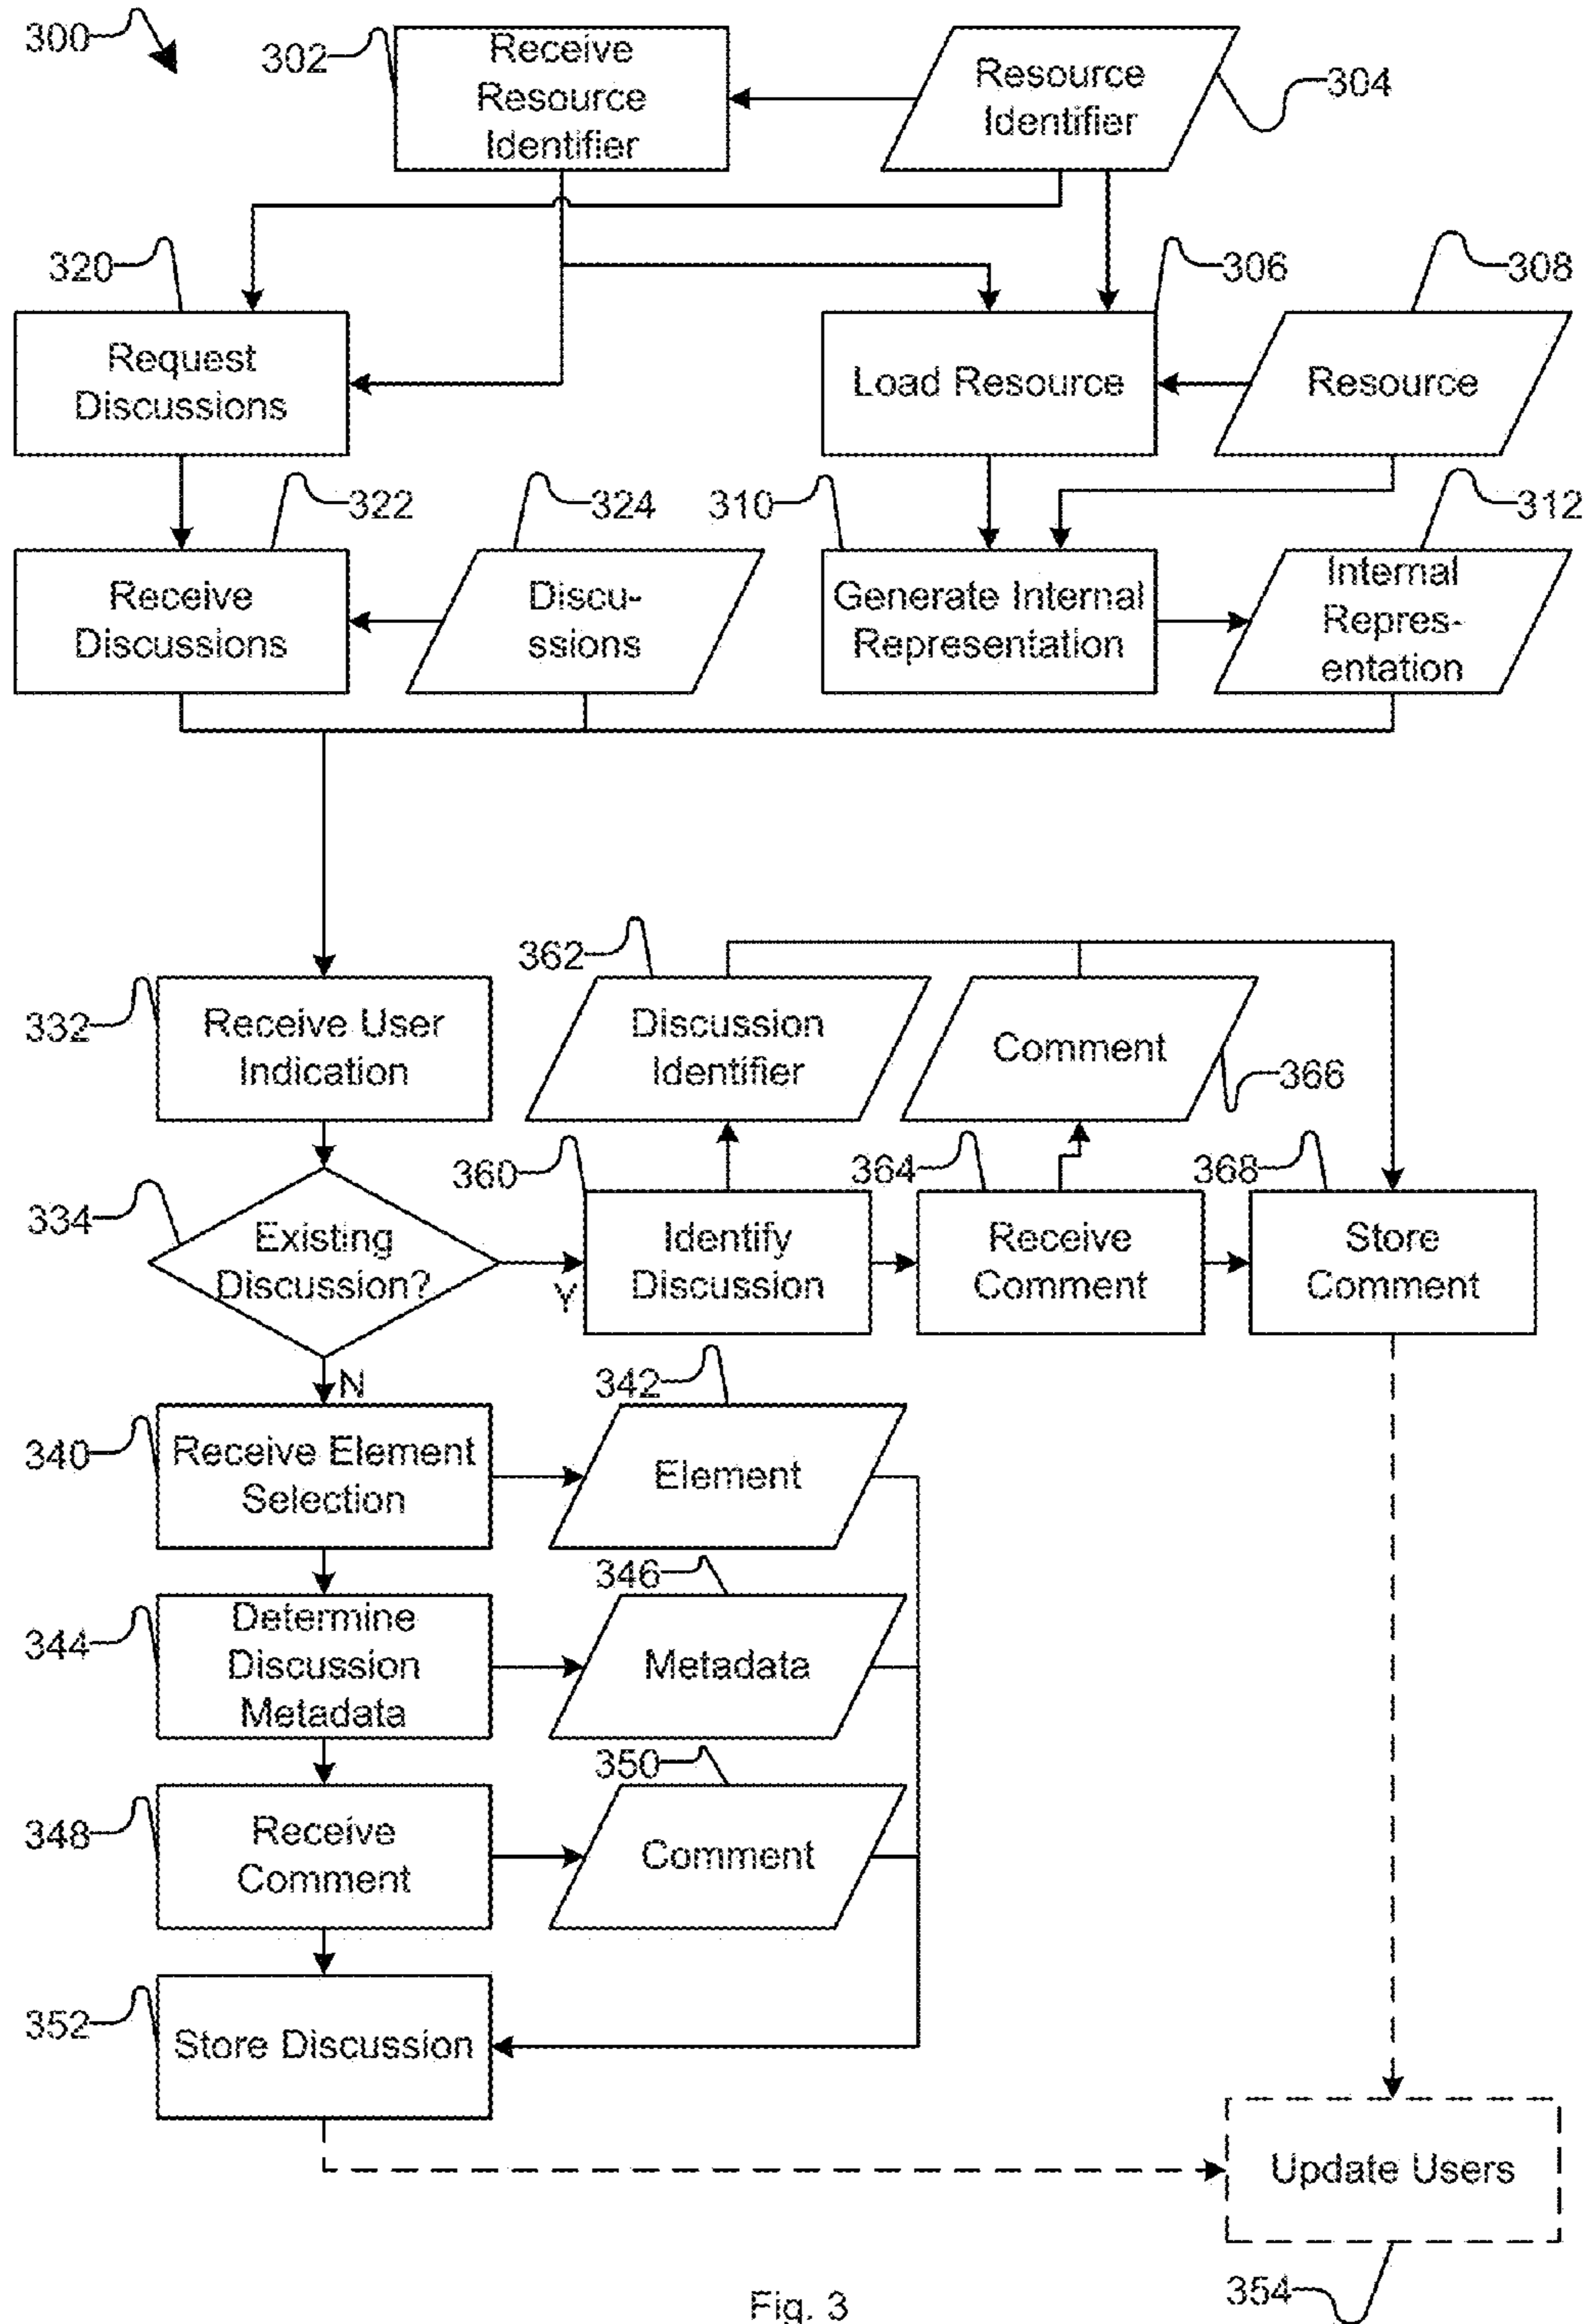 300
302
Receive
Resource
Identifier
Resource
Identifier
304
320
306
308
Request
Discussions
Load Resource
Resource
322
324
310
312
Receive
Discussions
Discu-
ssions
Generate Internal
Representation
Internal
Repres-
entation
362
332
Receive User
Indication
Discussion
Identifier
Comment
366
360
364
368
334
Existing
Discussion?
Y
Identify
Discussion
Receive
Comment
Store
Comment
N
342
340
Receive Element
Selection
Element
346
344
Determine
Discussion
Metadata
Metadata
350
348
Receive
Comment
Comment
352
Store Discussion
Update Users
354
Fig. 3